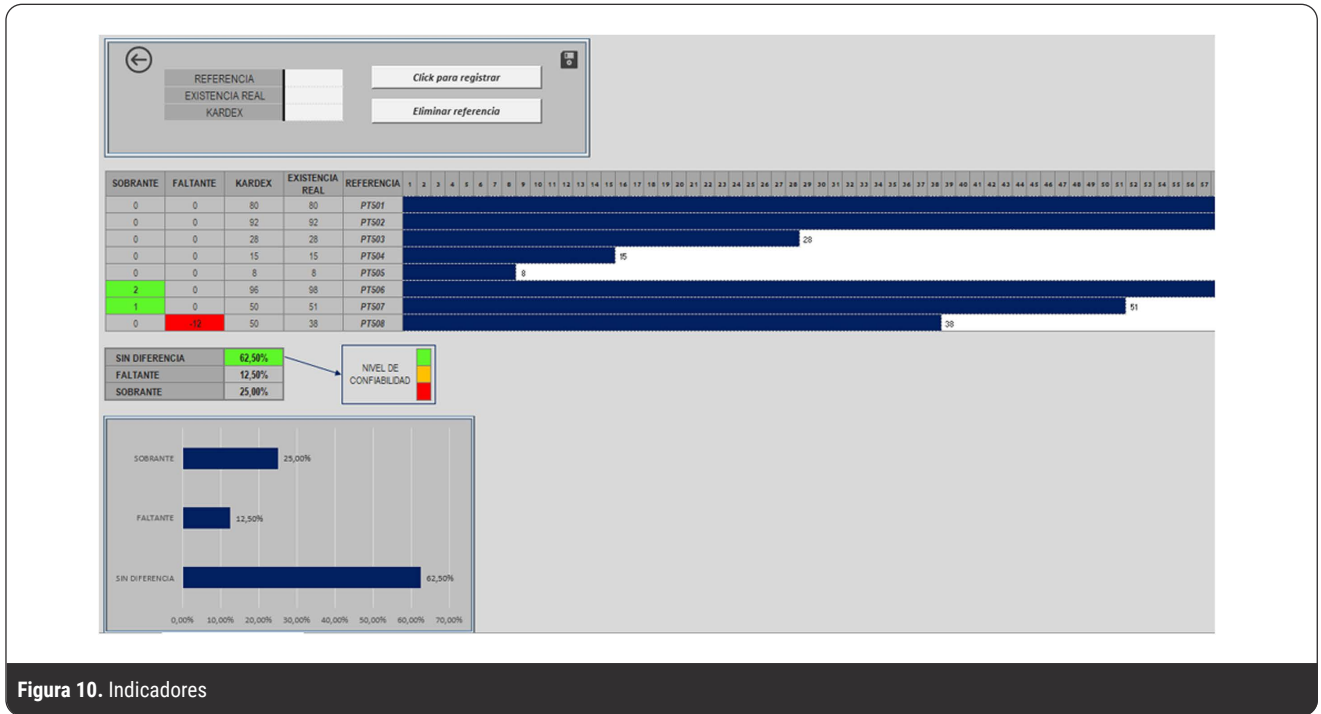 REFERENCIA
EXISTENCIA REAL
KARDEX
Click para registrar
Eliminar referencia
SOBRANTE FALTANTE KARDEX EXISTENCIA REAL REFERENCIA 1 2 3 4 5 6 7 8 9 10 11 12 13 14 15 16 17 18 19 20 21 22 23 24 25 26 27 28 29 30 31 32 33 34 35 36 37 38 39 40 41 42 43 44 45 46 47 48 49 50 51 52 53 54 55 56 57
0 0 80 80 PT501
0 0 92 92 PT502
0 0 28 28 PT503 28
0 0 15 15 PT504 15
0 0 8 8 PT505 8
2 0 96 98 PT506
1 0 50 51 PT507 51
0 -12 50 38 PT508 38
SIN DIFERENCIA 62,50%
FALTANTE 12,50%
SOBRANTE 25,00%
NIVEL DE
CONFIABILIDAD
SOBRANTE 25,00%
FALTANTE 12,50%
SIN DIFERENCIA 62,50%
0,00% 10,00% 20,00% 30,00% 40,00% 50,00% 60,00% 70,00%
Figura 10. Indicadores